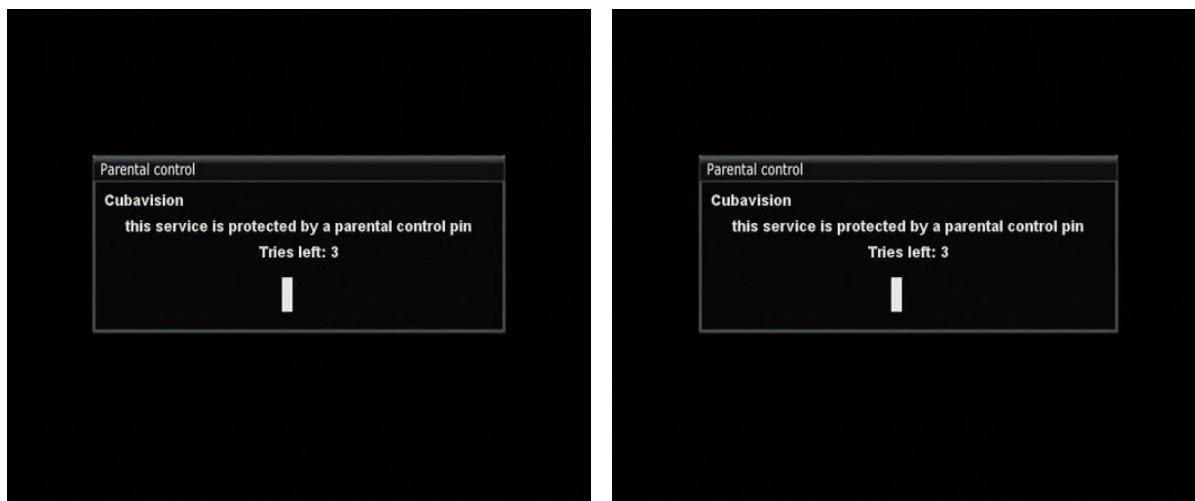 Parental control
Cubavision
this service is protected by a parental control pin
Tries left: 3
Parental control
Cubavision
this service is protected by a parental control pin
Tries left: 3